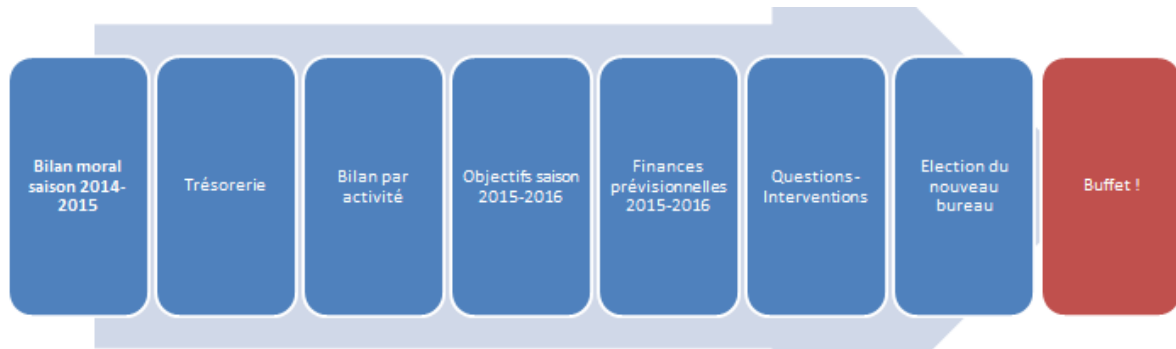 Bilan moral
saison 2014-
2015
Trésorerie
Bilan par
activité
Objectifs saison
2015-2016
Finances
prévisionnelles
2015-2016
Questions-
Interventions
Election du
nouveau
bureau
Buffet !